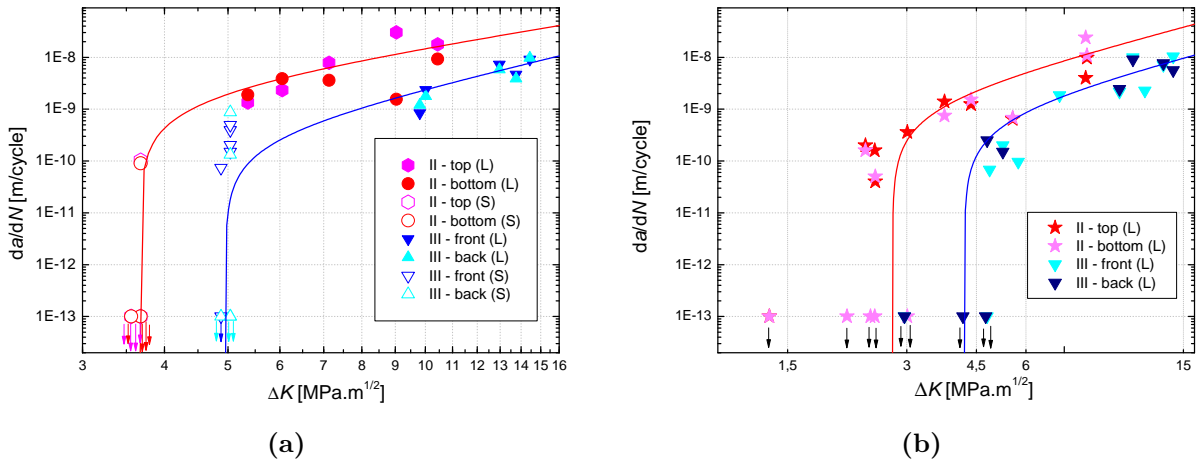 1E-8
1E-9
1E-10
1E-11
1E-12
1E-13
da/dN [m/cycle]
II - top (L)
II - bottom (L)
II - top (S)
II - bottom (S)
III - front (L)
III - back (L)
III - front (S)
III - back (S)
3 4 5 6 7 8 9 10 11 12 13 14 15 16
ΔK [MPa.m^1/2]
(a)
1E-7
1E-8
1E-9
1E-10
1E-11
1E-12
1E-13
da/dN [m/cycle]
II - top (L)
II - bottom (L)
III - front (L)
III - back (L)
1,5 3 4,5 6 15
ΔK [MPa.m^1/2]
(b)